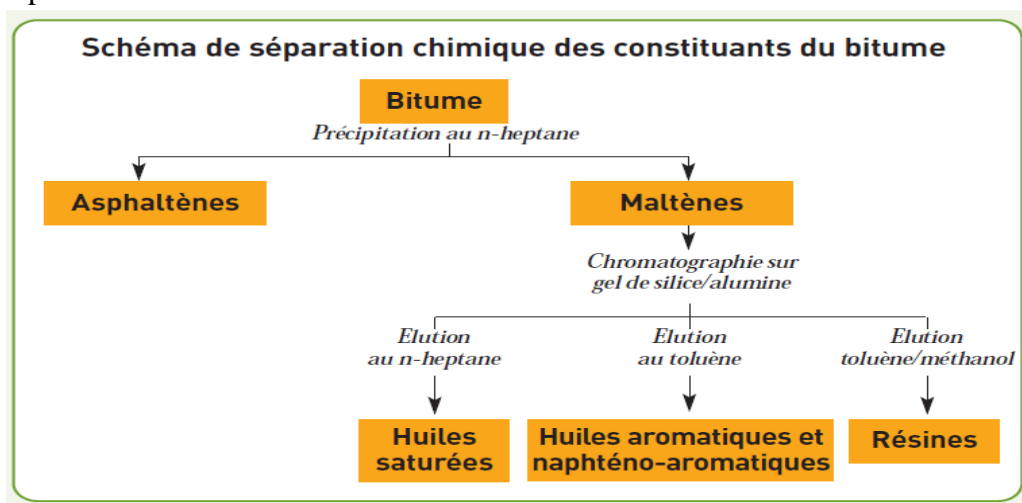 Schéma de séparation chimique des constituants du bitume
Bitume
Précipitation au n-heptane
Asphaltènes
Maltènes
Chromatographie sur
gel de silice/alumine
Elution
au n-heptane
Elution
au toluène
Elution
toluène/méthanol
Huiles
saturées
Huiles aromatiques et
naphténo-aromatiques
Résines